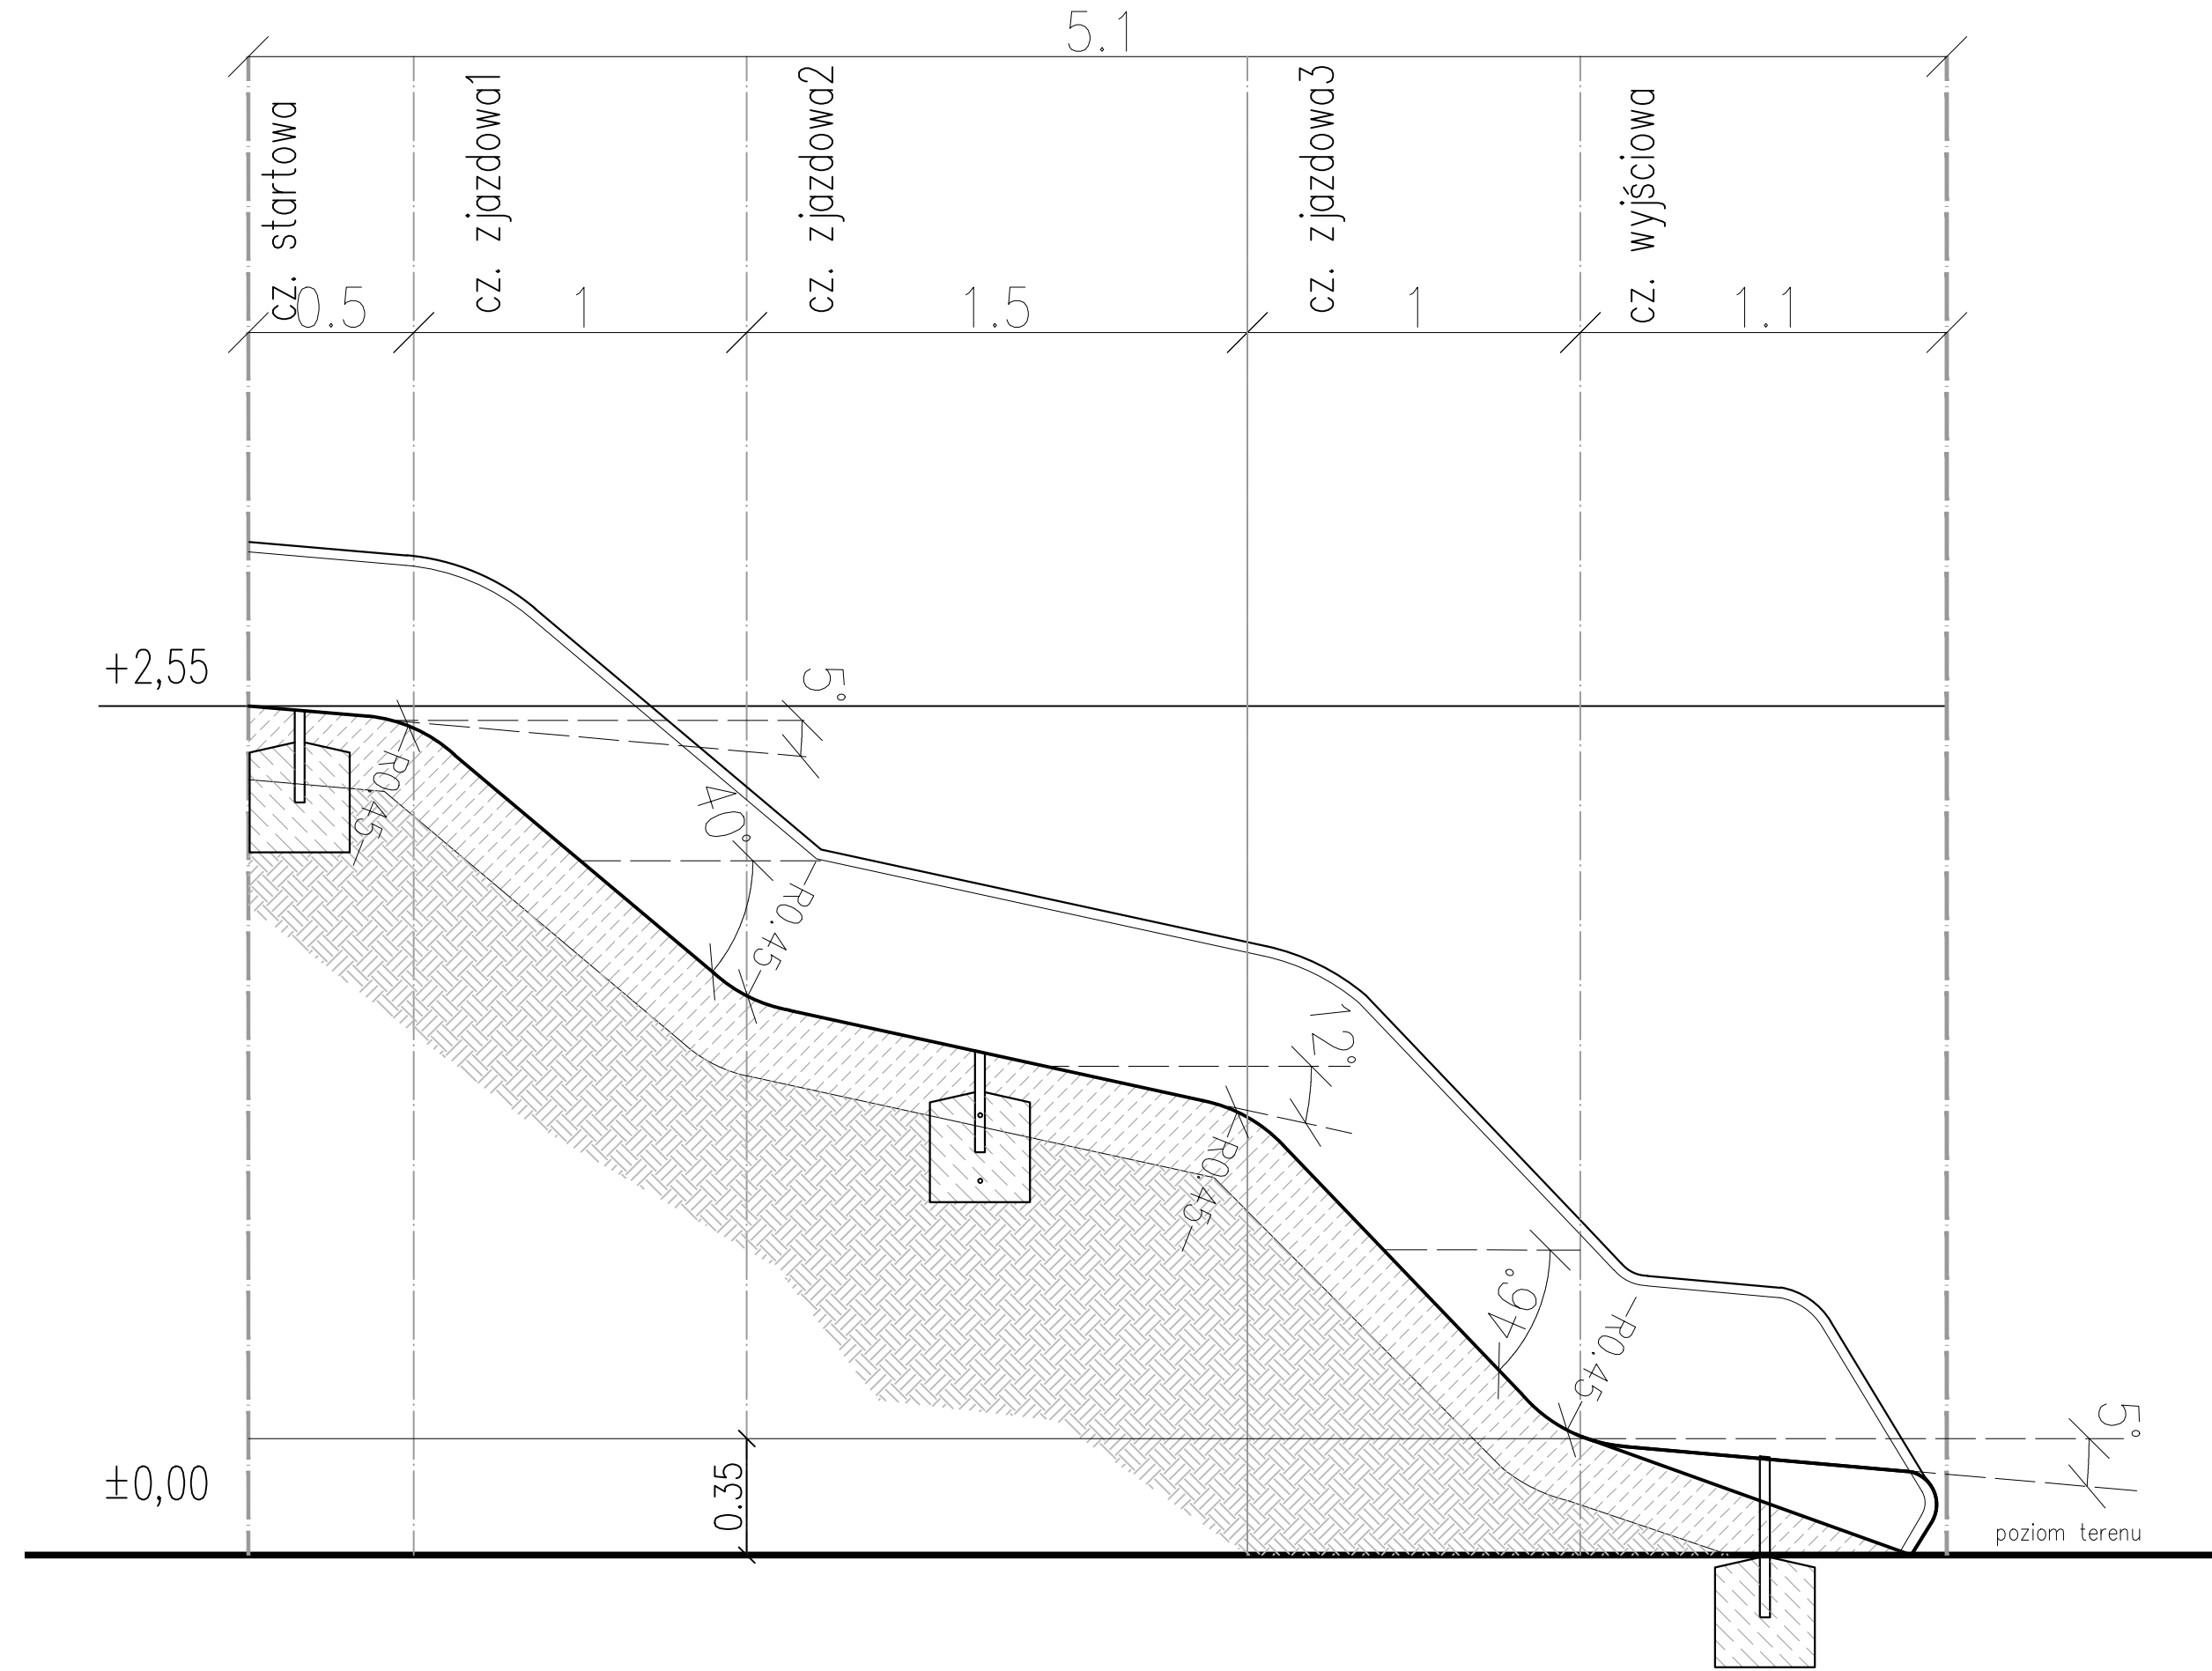 5.1
cz. startowa
cz. zjazdowa1
cz. zjazdowa2
cz. zjazdowa3
cz. wyjściowa
0.5
1
1.5
1
1.1
+2,55
5°
R0.45
40°
R0.45
12°
R0.45
46°
R0.45
5°
±0,00
0.35
poziom terenu